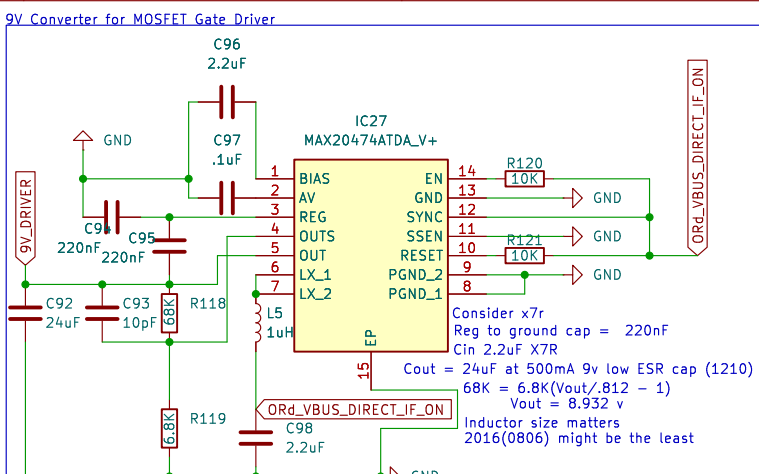 9V Converter for MOSFET Gate Driver
C96
2.2uF
GND
C97
.1uF
C94
220nF
C95
220nF
9V_DRIVER
C92
24uF
C93
10pF
R118
68K
R119
6.8K
L5
1uH
IC27
MAX20474ATDA_V+
1 BIAS
2 AV
3 REG
4 OUTS
5 OUT
6 LX_1
7 LX_2
EN 14
GND 13
SYNC 12
SSEN 11
RESET 10
PGND_2 9
PGND_1 8
EP
15
R120
10K
GND
GND
R121
10K
GND
ORd_VBUS_DIRECT_IF_ON
Consider x7r
Reg to ground cap = 220nF
Cin 2.2uF X7R
Cout = 24uF at 500mA 9v low ESR cap (1210)
68K = 6.8K(Vout/.812 - 1)
Vout = 8.932 v
Inductor size matters
2016(0806) might be the least
ORd_VBUS_DIRECT_IF_ON
C98
2.2uF
GND